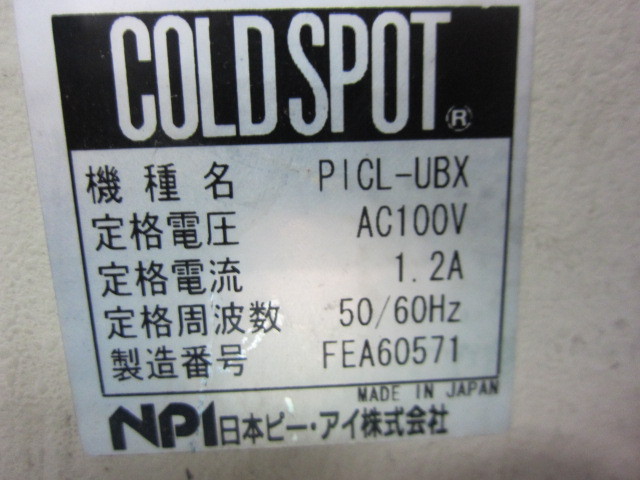 COLDSPOT®
機種名 PICL-UBX
定格電圧 AC100V
定格電流 1.2A
定格周波数 50/60Hz
製造番号 FEA60571
MADE IN JAPAN
NPI日本ピー・アイ株式会社